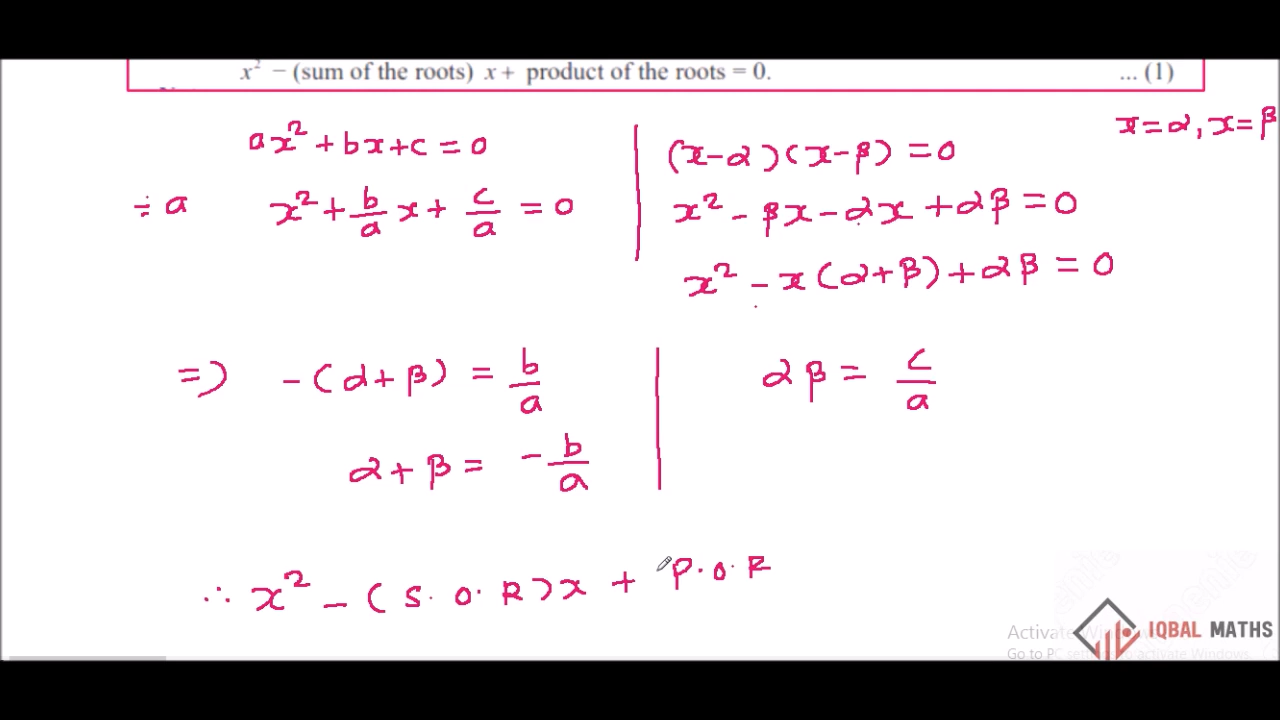 x² − (sum of the roots) x + product of the roots = 0. ... (1)
x=α, x=β
ax²+bx+c=0
÷a x²+b/a x+c/a=0
(x-α)(x-β)=0
x²-βx-αx+αβ=0
x²-x(α+β)+αβ=0
=) -(α+β)=b/a
α+β=-b/a
αβ=c/a
∴ x²-(S.O.R)x+P.O.R
IQBAL MATHS